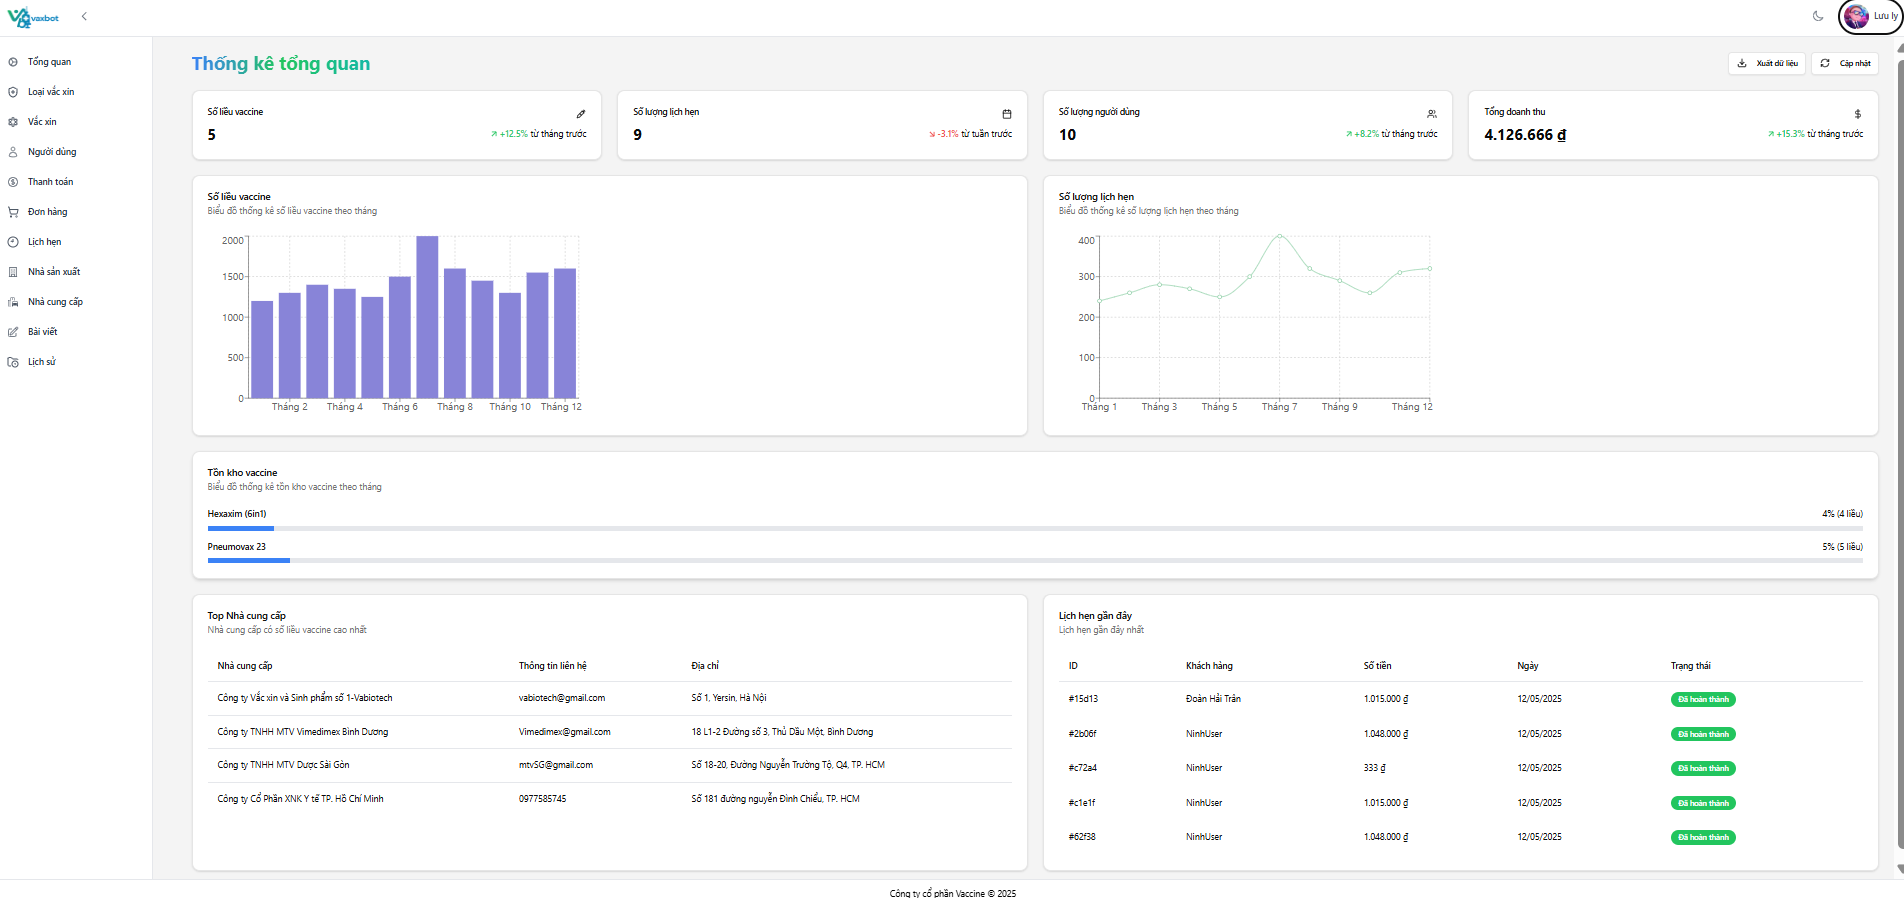 vaxbot
Lưu ly
Tổng quan
Loại vắc xin
Vắc xin
Người dùng
Thanh toán
Đơn hàng
Lịch hẹn
Nhà sản xuất
Nhà cung cấp
Bài viết
Lịch sử
Thống kê tổng quan
Xuất dữ liệu
Cập nhật
Số liều vaccine
5
+12.5% từ tháng trước
Số lượng lịch hẹn
9
-3.1% từ tuần trước
Số lượng người dùng
10
+8.2% từ tháng trước
Tổng doanh thu
4.126.666 ₫
$
+15.3% từ tháng trước
Số liều vaccine
Biểu đồ thống kê số liều vaccine theo tháng
2000
1500
1000
500
0
Tháng 2 Tháng 4 Tháng 6 Tháng 8 Tháng 10 Tháng 12
Số lượng lịch hẹn
Biểu đồ thống kê số lượng lịch hẹn theo tháng
400
300
200
100
0
Tháng 1 Tháng 3 Tháng 5 Tháng 7 Tháng 9 Tháng 12
Tồn kho vaccine
Biểu đồ thống kê tồn kho vaccine theo tháng
Hexaxim (6in1) 4% (4 liều)
Pneumovax 23 5% (5 liều)
Top Nhà cung cấp
Nhà cung cấp có số liều vaccine cao nhất
Nhà cung cấp Thông tin liên hệ Địa chỉ
Công ty Vắc xin và Sinh phẩm số 1-Vabiotech vabiotech@gmail.com Số 1, Yersin, Hà Nội
Công ty TNHH MTV Vimedimex Bình Dương Vimedimex@gmail.com 18 L1-2 Đường số 3, Thủ Dầu Một, Bình Dương
Công ty TNHH MTV Dược Sài Gòn mtvSG@gmail.com Số 18-20, Đường Nguyễn Trường Tộ, Q4, TP. HCM
Công ty Cổ Phần XNK Y tế TP. Hồ Chí Minh 0977585745 Số 181 đường nguyễn Đình Chiểu, TP. HCM
Lịch hẹn gần đây
Lịch hẹn gần đây nhất
ID Khách hàng Số tiền Ngày Trạng thái
#15d13 Đoàn Hải Trân 1.015.000 ₫ 12/05/2025 Đã hoàn thành
#2b06f NinhUser 1.048.000 ₫ 12/05/2025 Đã hoàn thành
#c72a4 NinhUser 333 ₫ 12/05/2025 Đã hoàn thành
#c1e1f NinhUser 1.015.000 ₫ 12/05/2025 Đã hoàn thành
#62f38 NinhUser 1.048.000 ₫ 12/05/2025 Đã hoàn thành
Công ty cổ phần Vaccine © 2025